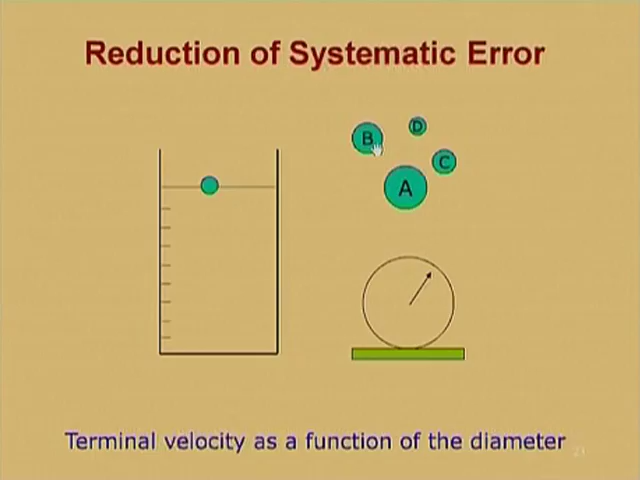 Reduction of Systematic Error
B
D
C
A
Terminal velocity as a function of the diameter